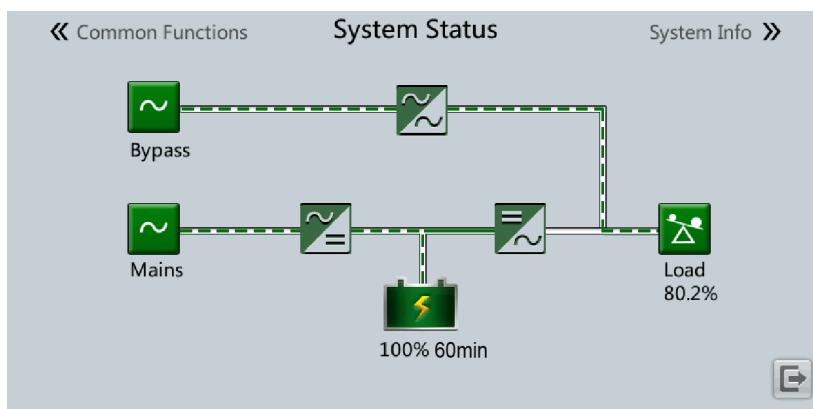 Common Functions
System Status
System Info
Bypass
Mains
Load
80.2%
100% 60min